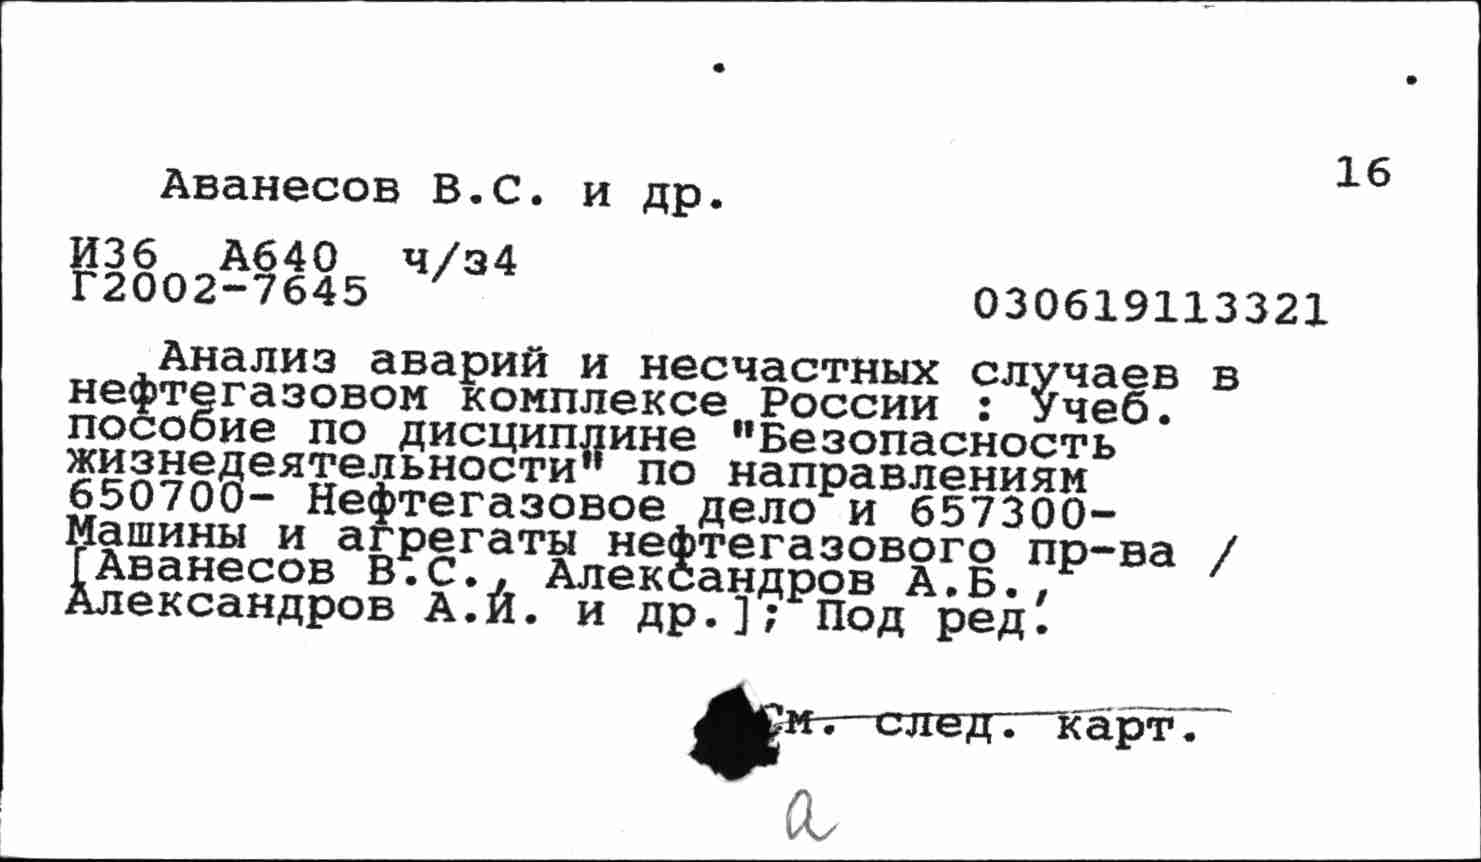 16
Аванесов В.С. и др.
И36 А640 ч/з4
Г2002-7645
030619113321
Анализ аварий и несчастных случаев в
нефтегазовом комплексе России : Учеб.
пособие по дисциплине "Безопасность
жизнедеятельности" по направлениям
650700- Нефтегазовое дело и 657300-
Машины и агрегаты нефтегазового пр-ва /
[Аванесов В.С., Александров А.Б.,
Александров А.И. и др.]; Под ред.
См. след. карт.
а